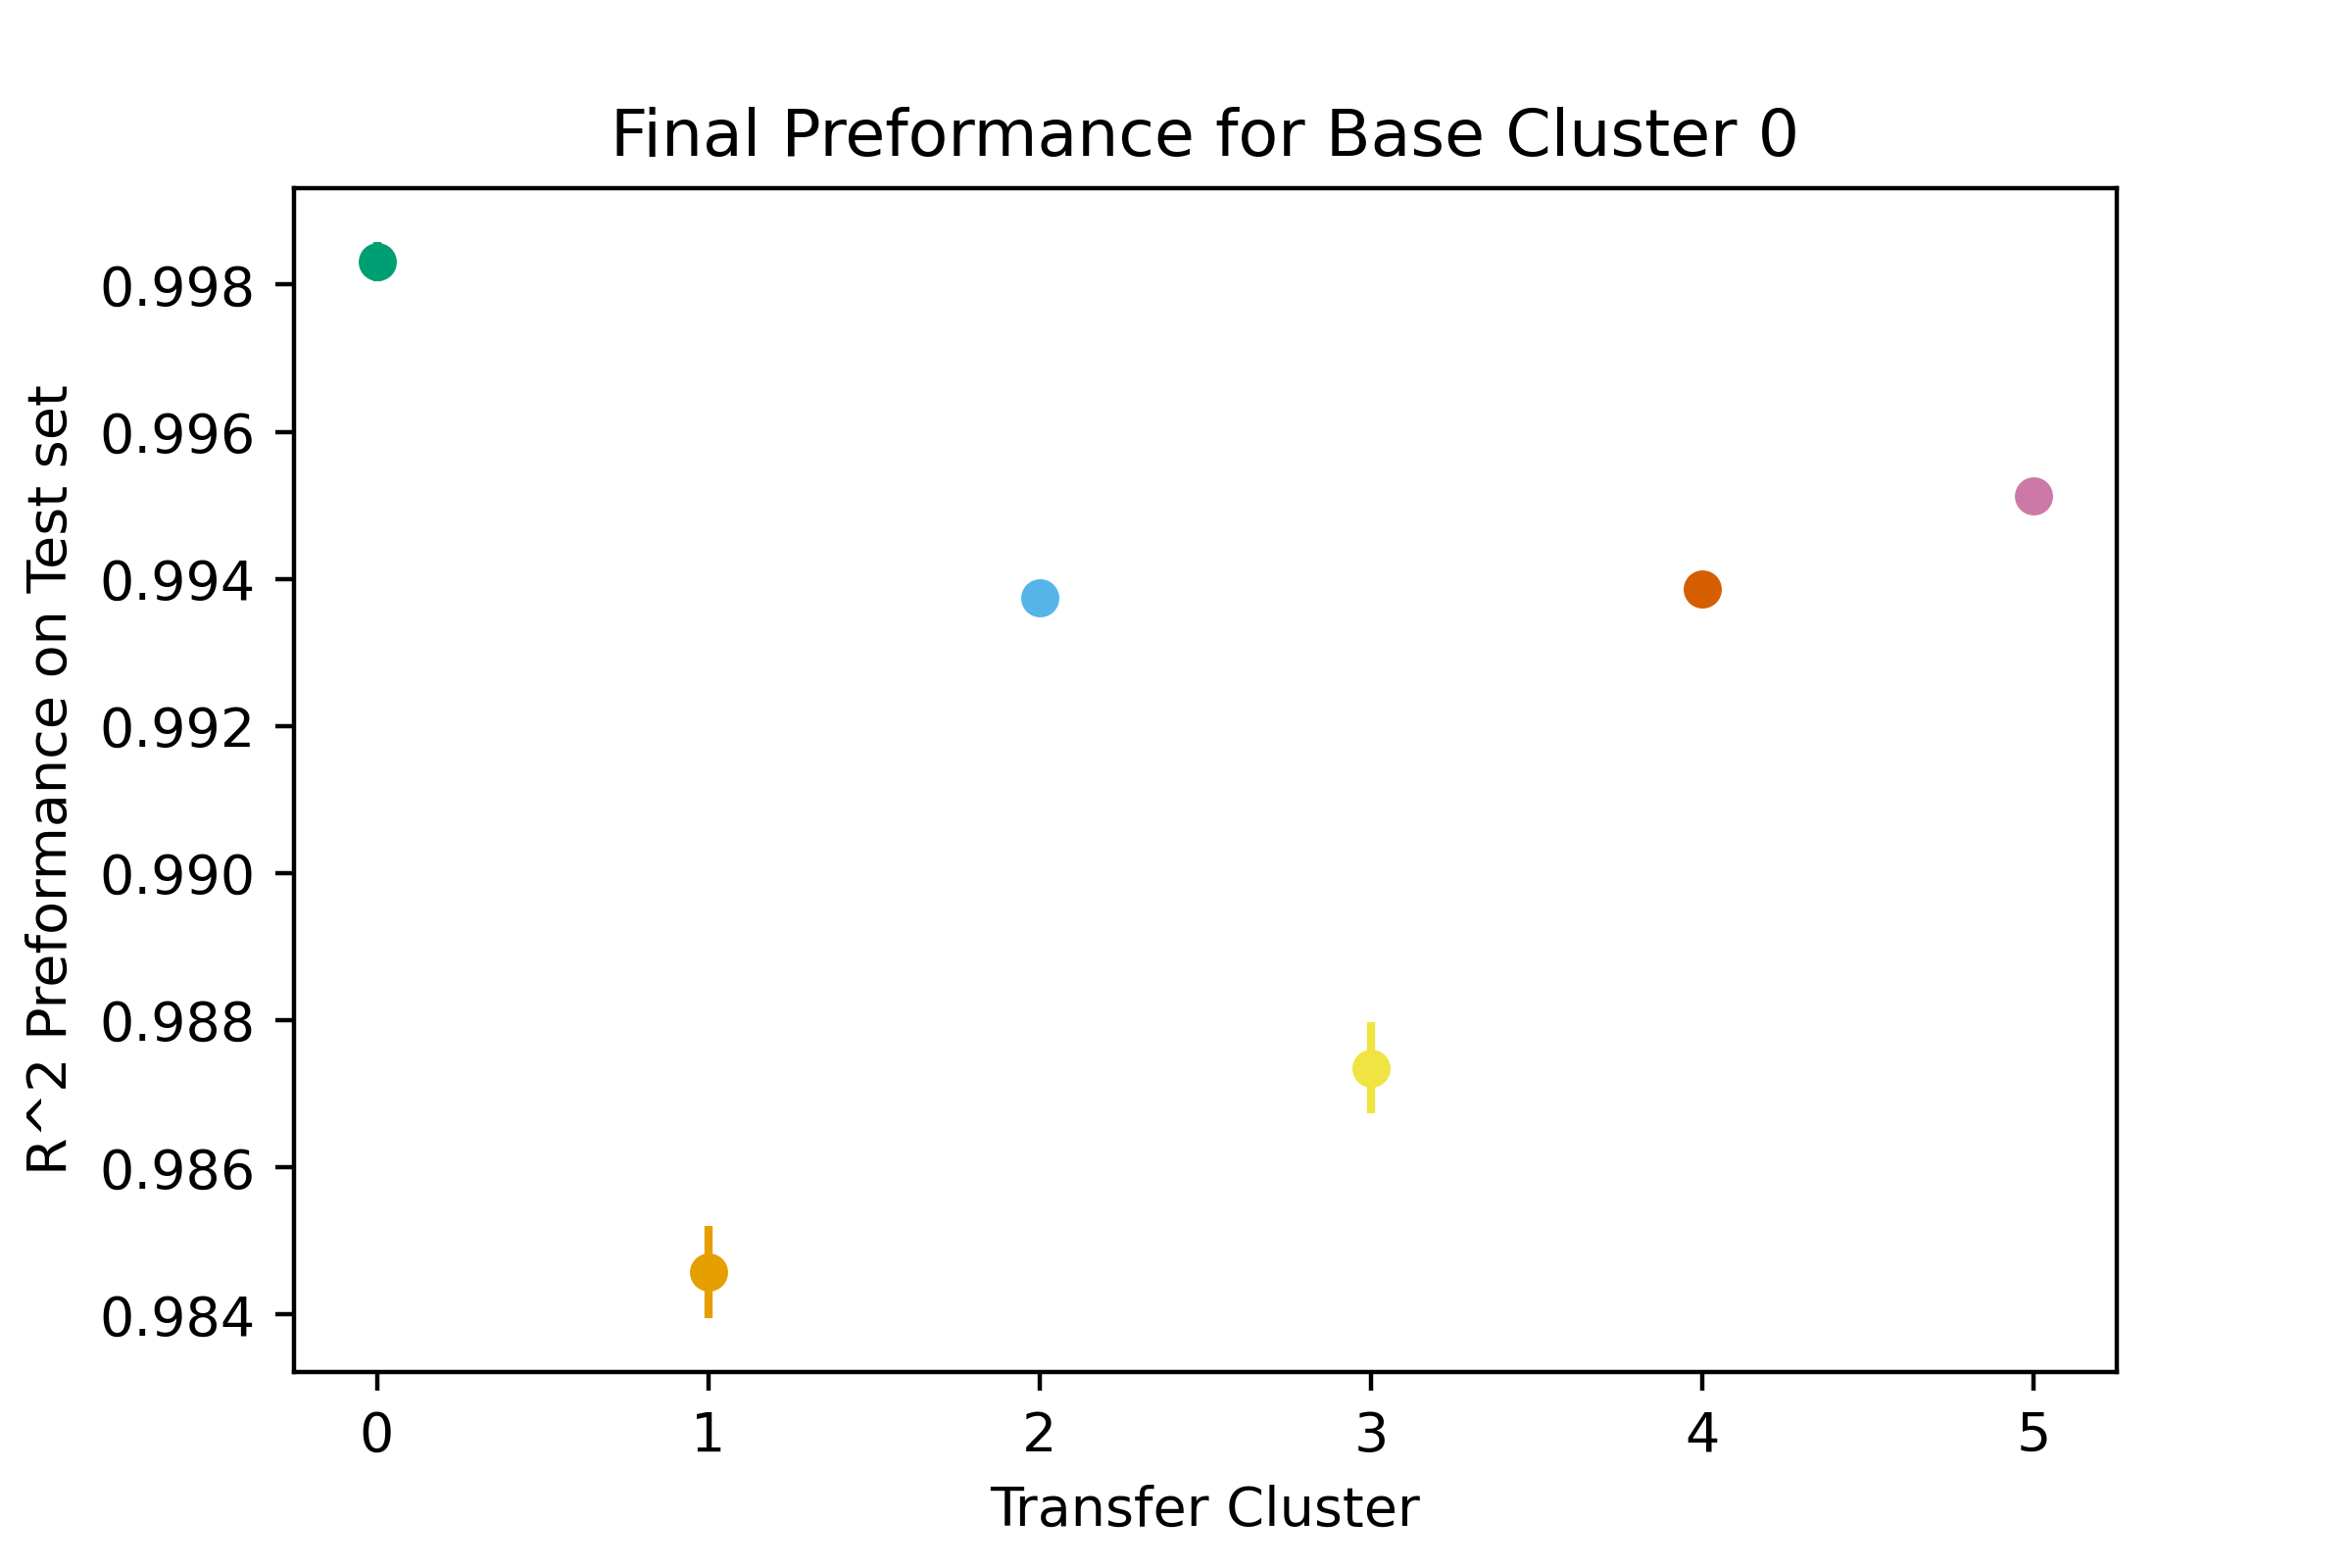 Final Preformance for Base Cluster 0
R^2 Preformance on Test set
0.998
0.996
0.994
0.992
0.990
0.988
0.986
0.984
0 1 2 3 4 5
Transfer Cluster